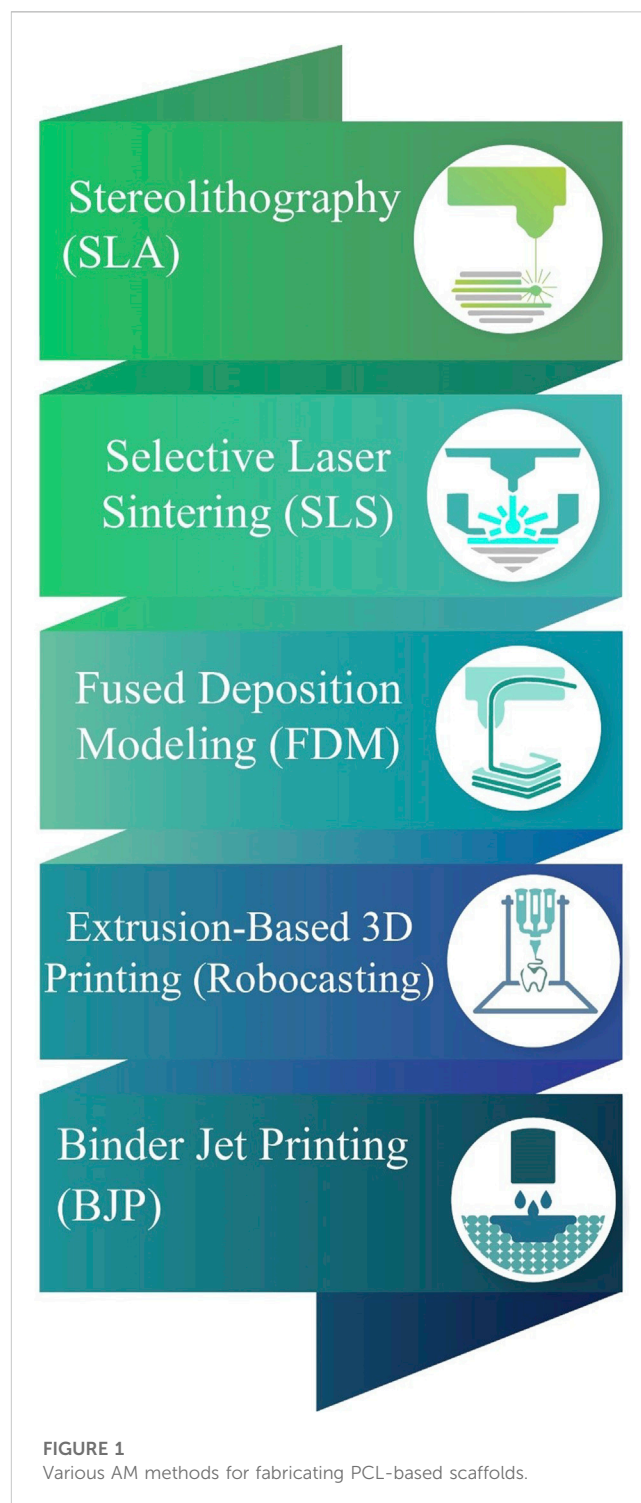 Stereolithography
(SLA)
Selective Laser
Sintering (SLS)
Fused Deposition
Modeling (FDM)
Extrusion-Based 3D
Printing (Robocasting)
Binder Jet Printing
(BJP)
FIGURE 1
Various AM methods for fabricating PCL-based scaffolds.